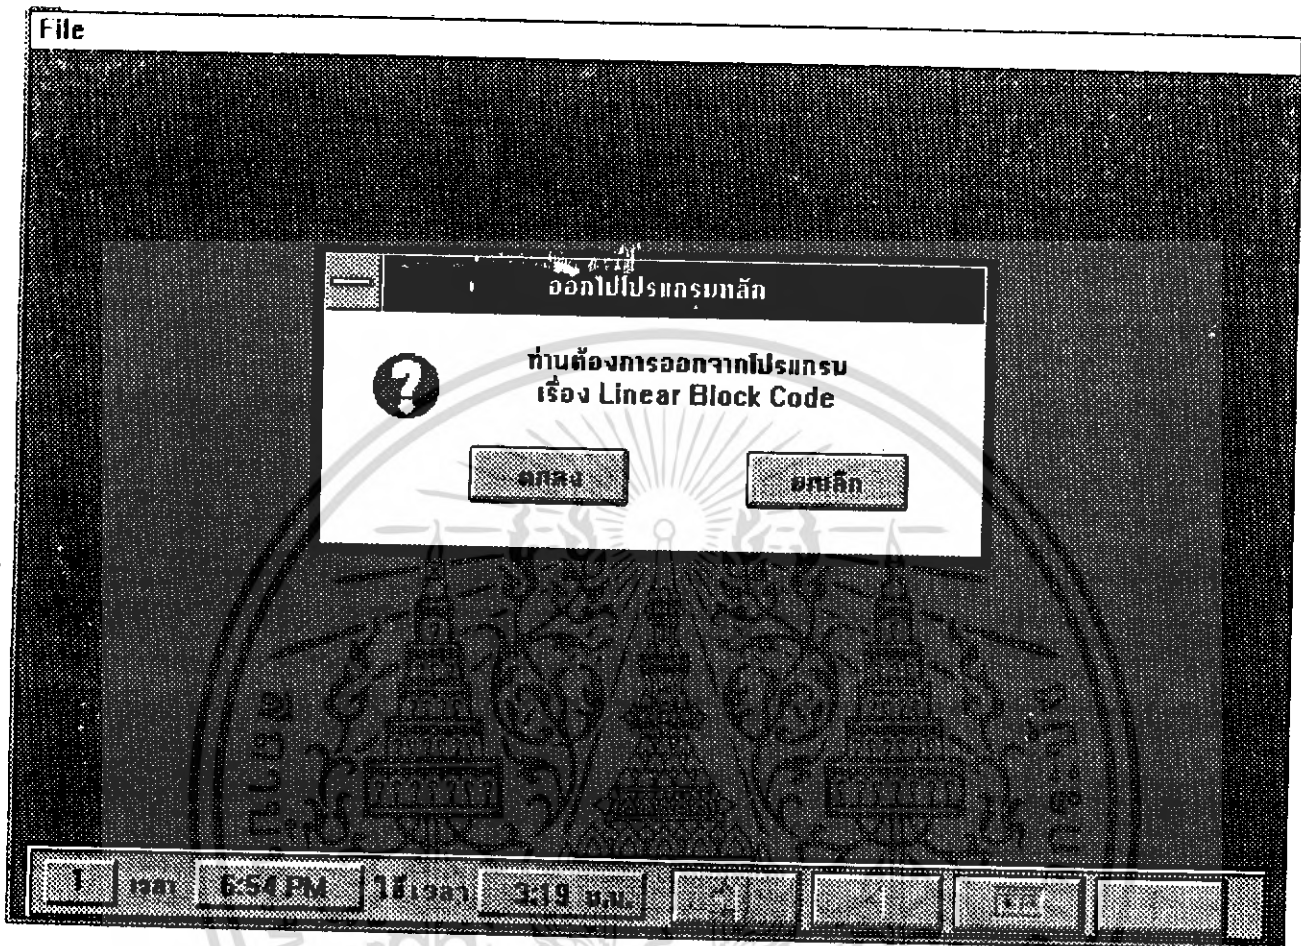 File
ออกไปโปรแกรมหลัก
ท่านต้องการออกจากโปรแกรม
เรื่อง Linear Block Code
ตกลง
ยกเลิก
1 เวลา 6:54 PM ใช้เวลา 3:19 ช.ม.